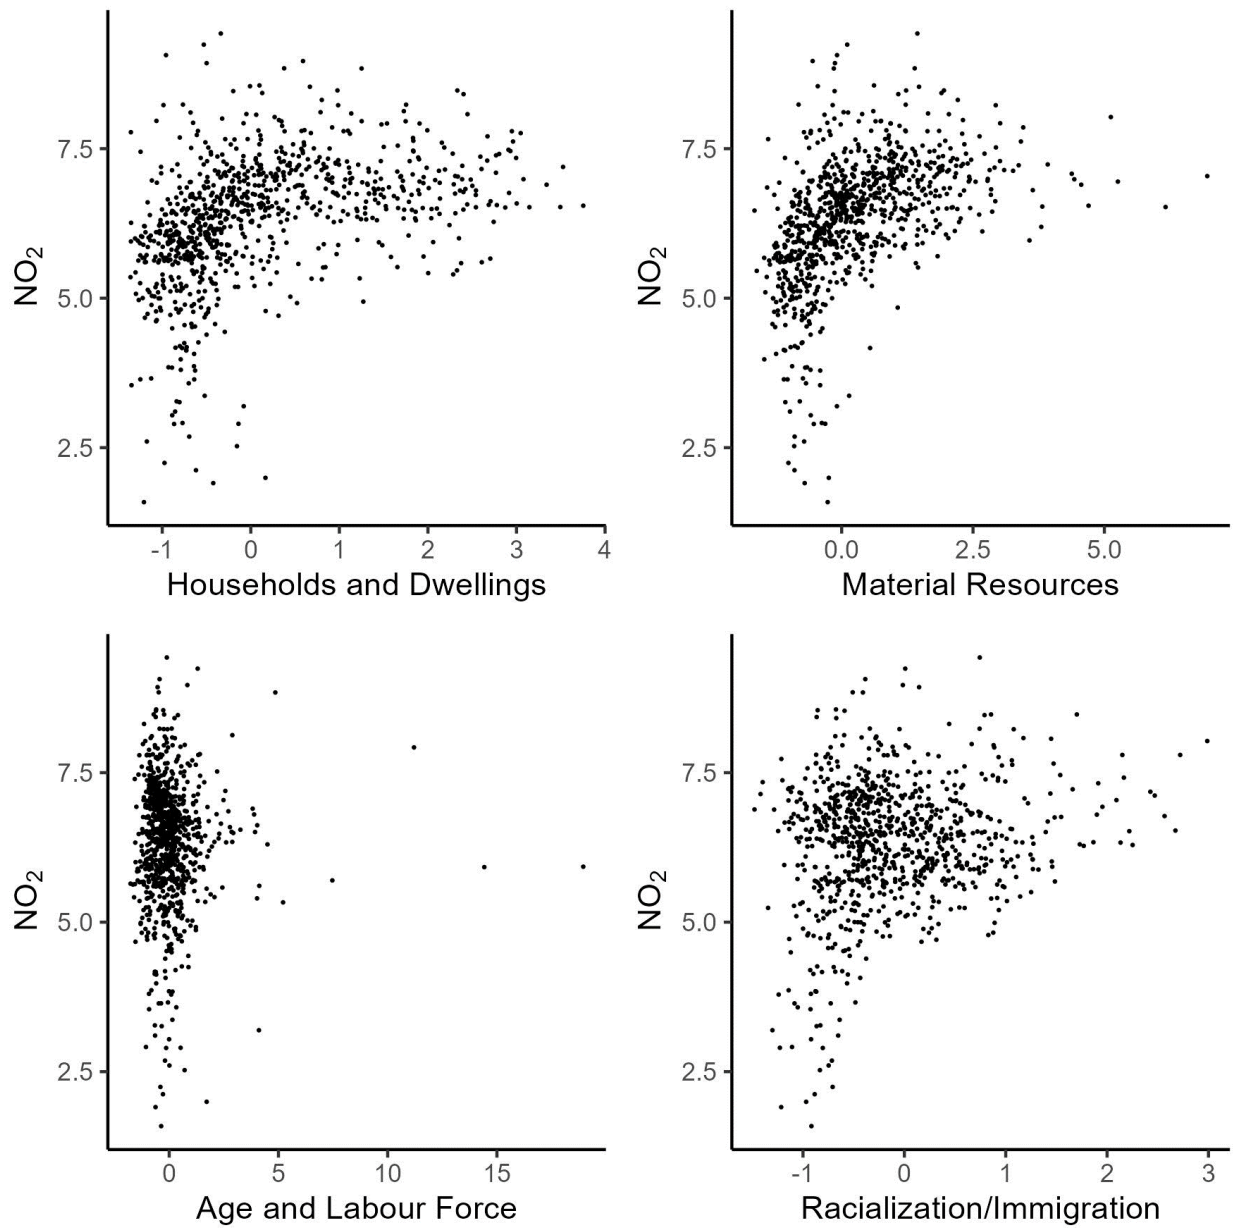 7.5
5.0
2.5
NO2
-1 0 1 2 3 4
Households and Dwellings
7.5
5.0
2.5
NO2
0.0 2.5 5.0
Material Resources
7.5
5.0
2.5
NO2
0 5 10 15
Age and Labour Force
7.5
5.0
2.5
NO2
-1 0 1 2 3
Racialization/Immigration